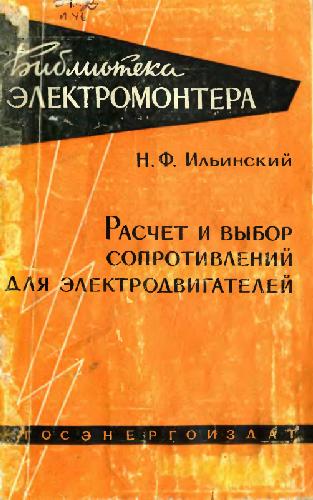 Библиотека
ЭЛЕКТРОМОНТЕРА
Н. Ф. Ильинский
РАСЧЕТ И ВЫБОР
СОПРОТИВЛЕНИЙ
ДЛЯ ЭЛЕКТРОДВИГАТЕЛЕЙ
ГОСЭНЕРГОИЗДАТ